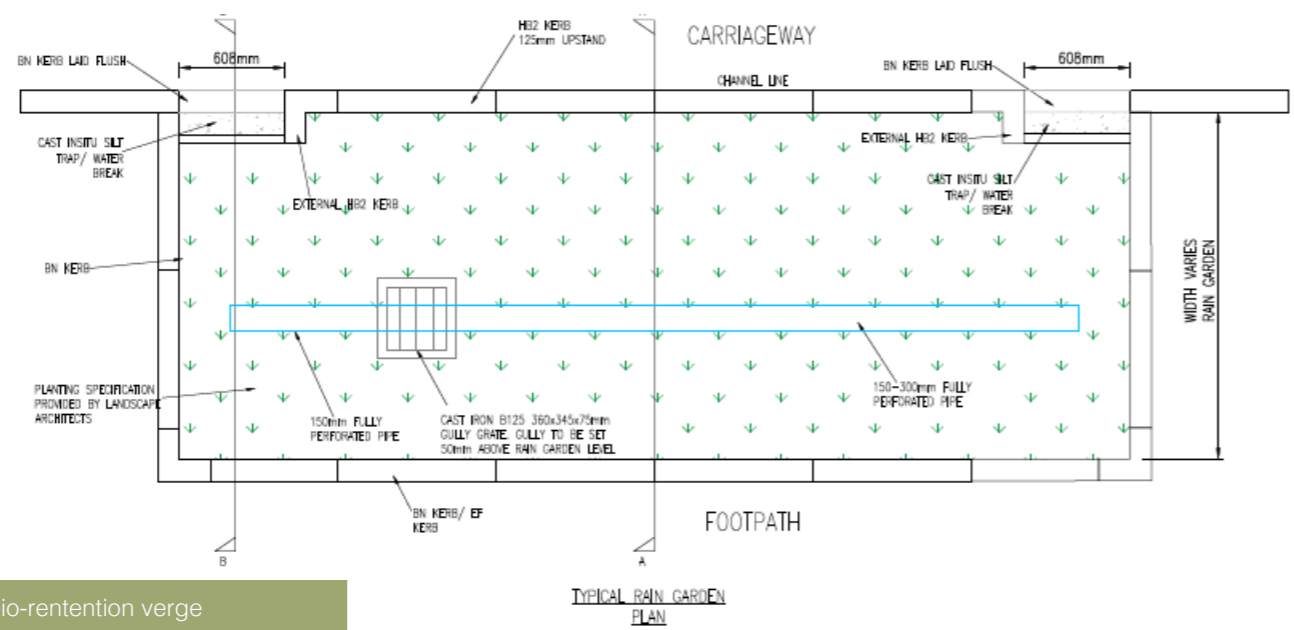 HB2 KERB
125mm UPSTAND
CARRIAGEWAY
BN KERB LAID FLUSH
608mm
BN KERB LAID FLUSH
608mm
CHANNEL LINE
CAST INSITU SILT
TRAP/ WATER
BREAK
EXTERNAL HB2 KERB
EXTERNAL HB2 KERB
CAST INSITU SILT
TRAP/ WATER
BREAK
BN KERB
WIDTH VARIES
RAIN GARDEN
PLANTING SPECIFICATION
PROVIDED BY LANDSCAPE
ARCHITECTS
150mm FULLY
PERFORATED PIPE
CAST IRON B125 360x345x75mm
GULLY GRATE. GULLY TO BE SET
50mm ABOVE RAIN GARDEN LEVEL
150-300mm FULLY
PERFORATED PIPE
BN KERB/ EF
KERB
FOOTPATH
B
A
TYPICAL RAIN GARDEN
PLAN
io-rentention verge